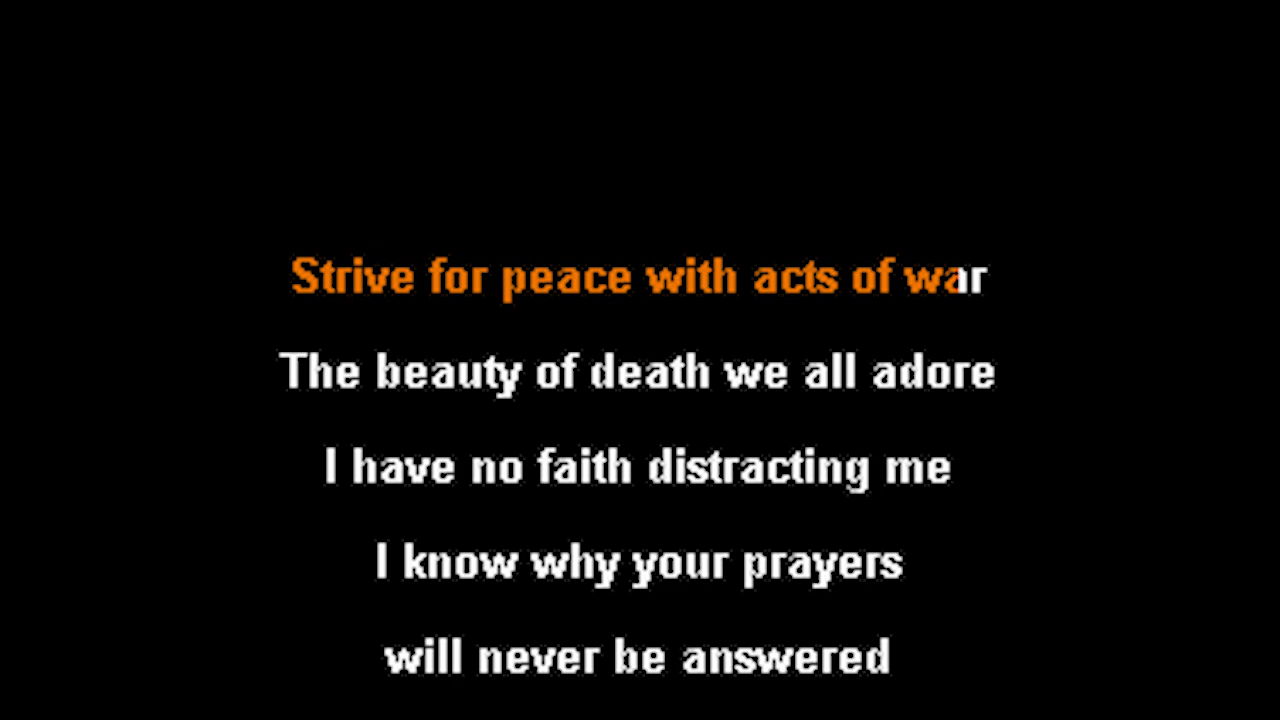 Strive for peace with acts of war
The beauty of death we all adore
I have no faith distracting me
I know why your prayers
will never be answered